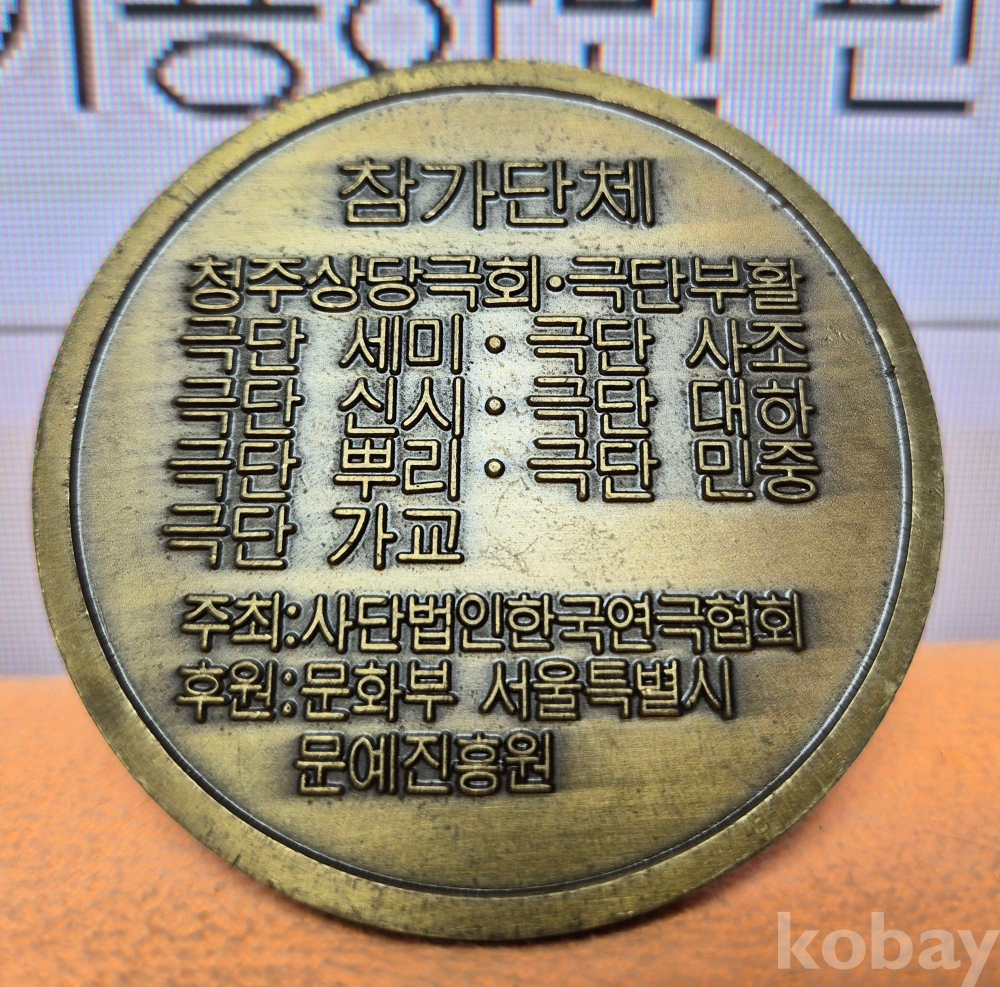 참가단체
청주상당극회·극단부활
극단 세미·극단 사조
극단 신시·극단 대하
극단 뿌리·극단 민중
극단 가교
주최:사단법인한국연극협회
후원:문화부 서울특별시
문예진흥원
kobay